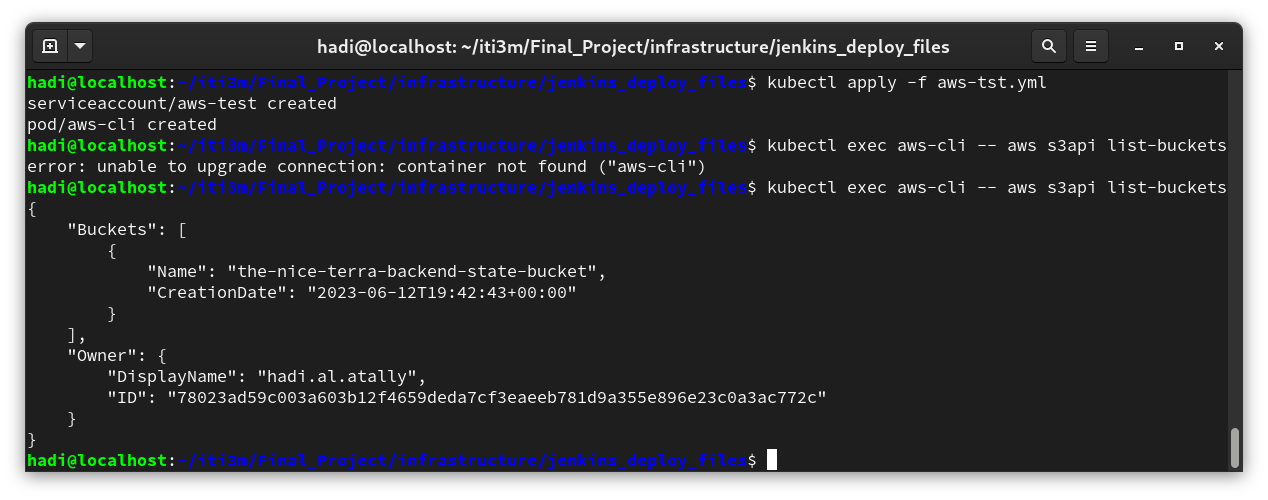 hadi@localhost: ~/iti3m/Final_Project/infrastructure/jenkins_deploy_files
hadi@localhost:~/iti3m/Final_Project/infrastructure/jenkins_deploy_files$ kubectl apply -f aws-tst.yml
serviceaccount/aws-test created
pod/aws-cli created
hadi@localhost:~/iti3m/Final_Project/infrastructure/jenkins_deploy_files$ kubectl exec aws-cli -- aws s3api list-buckets
error: unable to upgrade connection: container not found ("aws-cli")
hadi@localhost:~/iti3m/Final_Project/infrastructure/jenkins_deploy_files$ kubectl exec aws-cli -- aws s3api list-buckets
{
    "Buckets": [
        {
            "Name": "the-nice-terra-backend-state-bucket",
            "CreationDate": "2023-06-12T19:42:43+00:00"
        }
    ],
    "Owner": {
        "DisplayName": "hadi.al.atally",
        "ID": "78023ad59c003a603b12f4659deda7cf3eaeeb781d9a355e896e23c0a3ac772c"
    }
}
hadi@localhost:~/iti3m/Final_Project/infrastructure/jenkins_deploy_files$